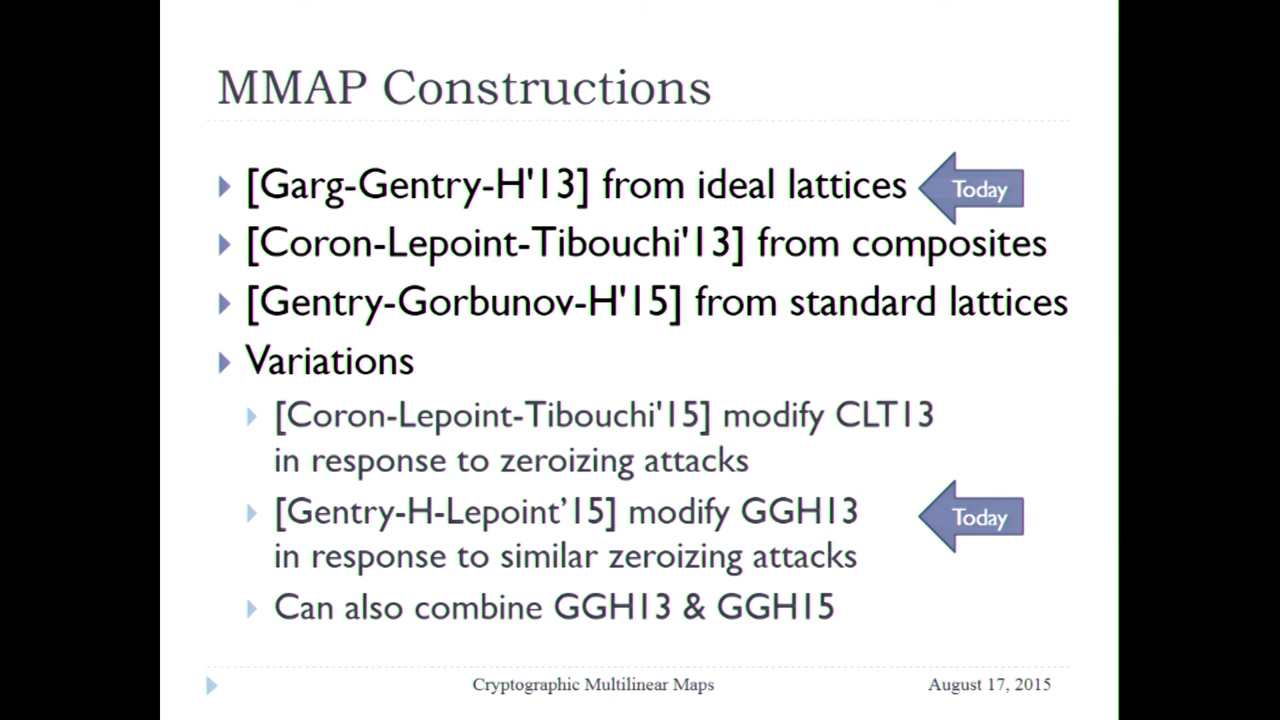 MMAP Constructions
[Garg-Gentry-H'13] from ideal lattices
Today
[Coron-Lepoint-Tibouchi'13] from composites
[Gentry-Gorbunov-H'15] from standard lattices
Variations
[Coron-Lepoint-Tibouchi'15] modify CLT13
in response to zeroizing attacks
[Gentry-H-Lepoint’15] modify GGH13
Today
in response to similar zeroizing attacks
Can also combine GGH13 & GGH15
Cryptographic Multilinear Maps
August 17, 2015